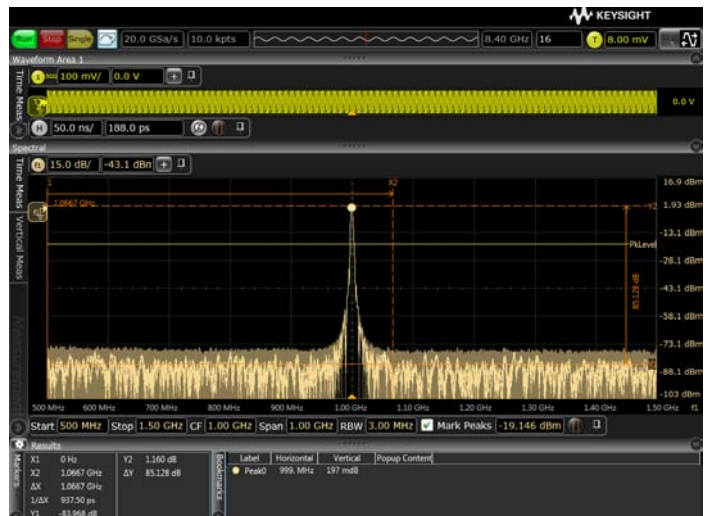 KEYSIGHT
Run Stop Single 20.0 GSa/s 10.0 kpts 8.40 GHz 16 T 8.00 mV
Waveform Area 1
Time Meas
1 100 mV/ 0.0 V
0.0 V
H 50.0 ns/ 188.0 ps
Spectral
f1 15.0 dB/ -43.1 dBm
Time Meas
Vertical Meas
Measurements
1 X2
1.0667 GHz
Y2
PkLevel
85.128 dB
16.9 dBm
1.93 dBm
-13.1 dBm
-28.1 dBm
-43.1 dBm
-58.1 dBm
-73.1 dBm
-88.1 dBm
-103 dBm
500 MHz 600 MHz 700 MHz 800 MHz 900 MHz 1.00 GHz 1.10 GHz 1.20 GHz 1.30 GHz 1.40 GHz 1.50 GHz f1
Start 500 MHz Stop 1.50 GHz CF 1.00 GHz Span 1.00 GHz RBW 3.00 MHz Mark Peaks -19.146 dBm
Results
Markers
X1 0 Hz Y2 1.160 dB
X2 1.0667 GHz ΔY 85.128 dB
ΔX 1.0667 GHz
1/ΔX 937.50 ps
Y1 -83.968 dB
Bookmarks
Label Horizontal Vertical Popup Content
Peak0 999. MHz 197 mdB